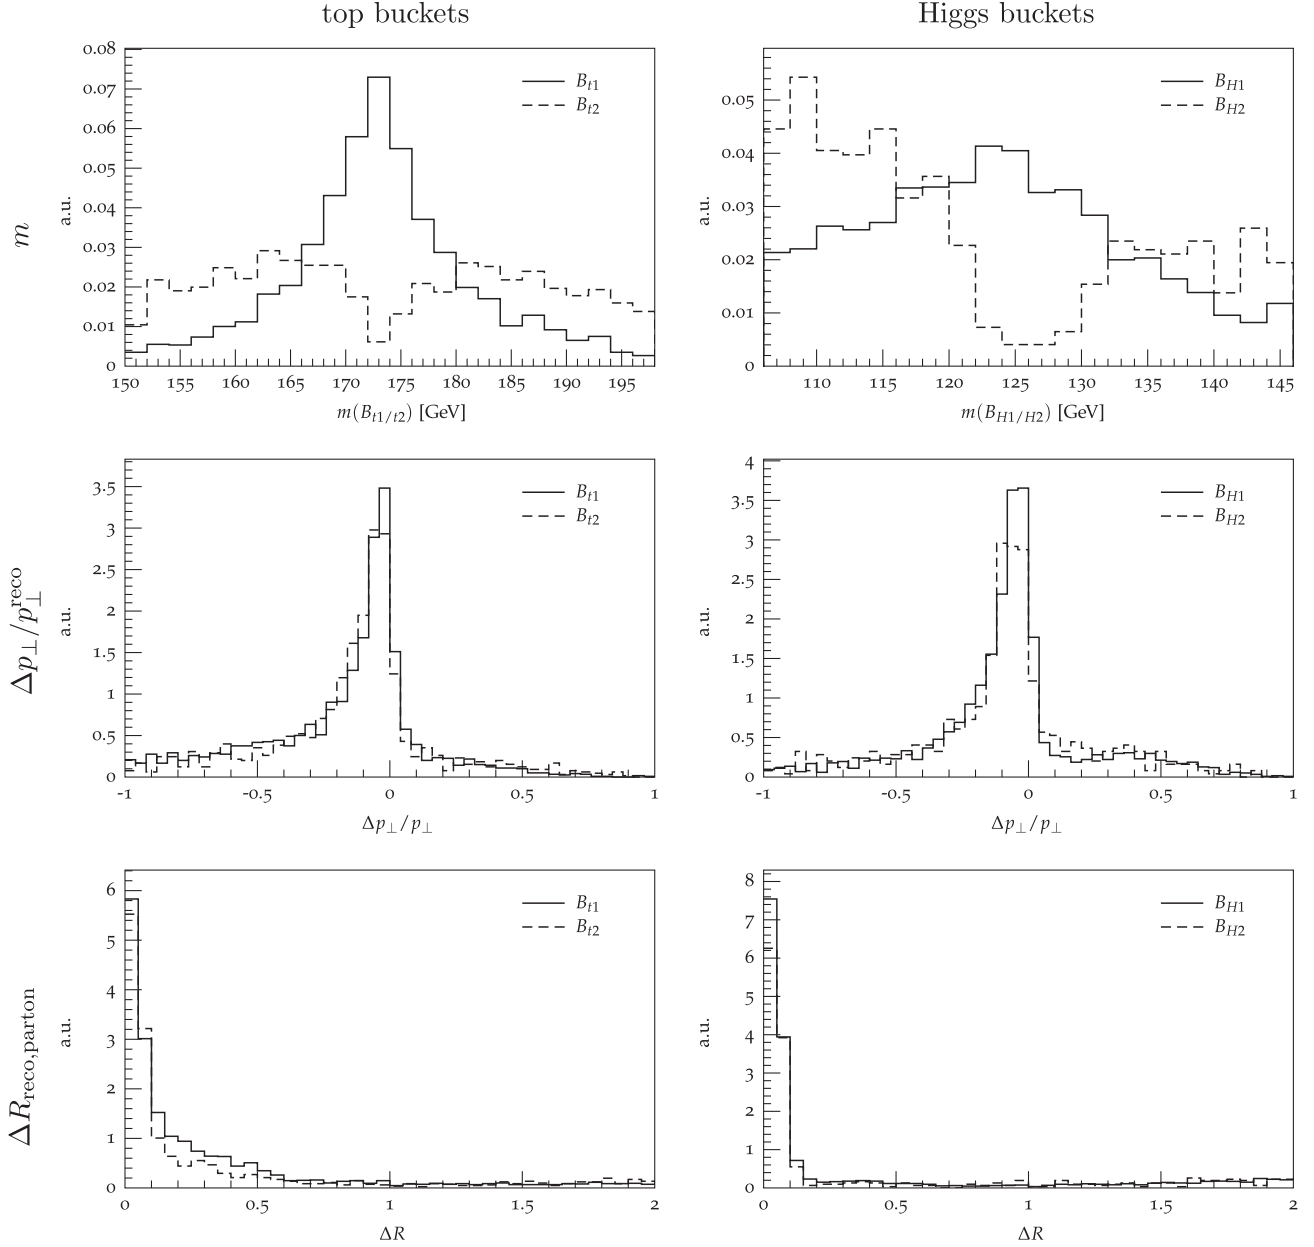 top buckets
Higgs buckets
m
a.u.
0.08
0.07
0.06
0.05
0.04
0.03
0.02
0.01
0
B_{t1}
B_{t2}
150 155 160 165 170 175 180 185 190 195
m(B_{t1/t2}) [GeV]
a.u.
0.05
0.04
0.03
0.02
0.01
0
B_{H1}
B_{H2}
110 115 120 125 130 135 140 145
m(B_{H1/H2}) [GeV]
Δp_⊥/p_⊥^{reco}
a.u.
3.5
3
2.5
2
1.5
1
0.5
0
B_{t1}
B_{t2}
-1 -0.5 0 0.5 1
Δp_⊥/p_⊥
a.u.
4
3.5
3
2.5
2
1.5
1
0.5
0
B_{H1}
B_{H2}
-1 -0.5 0 0.5 1
Δp_⊥/p_⊥
ΔR_{reco,parton}
a.u.
6
5
4
3
2
1
0
B_{t1}
B_{t2}
0 0.5 1 1.5 2
ΔR
a.u.
8
7
6
5
4
3
2
1
0
B_{H1}
B_{H2}
0 0.5 1 1.5 2
ΔR